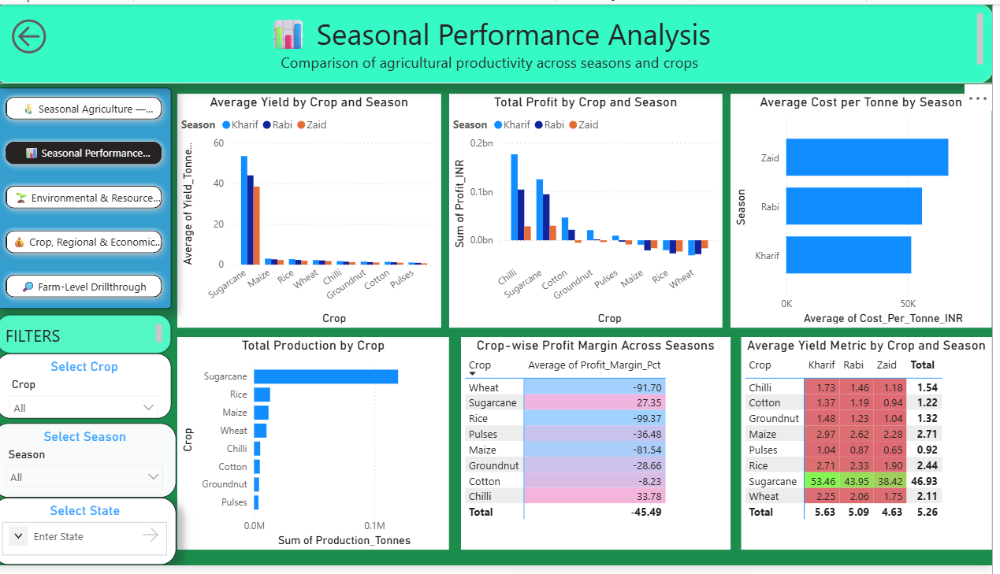 📊 Seasonal Performance Analysis
Comparison of agricultural productivity across seasons and crops
Seasonal Agriculture —...
Seasonal Performance...
Environmental & Resource...
Crop, Regional & Economic...
Farm-Level Drillthrough
FILTERS
Select Crop
Crop
All
Select Season
Season
All
Select State
Enter State
Average Yield by Crop and Season
Season Kharif Rabi Zaid
Average of Yield_Tonne...
60
40
20
0
Sugarcane
Maize
Rice
Wheat
Chilli
Groundnut
Cotton
Pulses
Crop
Total Profit by Crop and Season
Season Kharif Rabi Zaid
Sum of Profit_INR
0.2bn
0.1bn
0.0bn
Chilli
Sugarcane
Cotton
Groundnut
Pulses
Maize
Rice
Wheat
Crop
Average Cost per Tonne by Season
Season
Zaid
Rabi
Kharif
0K 50K
Average of Cost_Per_Tonne_INR
Total Production by Crop
Crop
Sugarcane
Rice
Maize
Wheat
Chilli
Cotton
Groundnut
Pulses
0.0M 0.1M
Sum of Production_Tonnes
Crop-wise Profit Margin Across Seasons
Crop Average of Profit_Margin_Pct
Wheat -91.70
Sugarcane 27.35
Rice -99.37
Pulses -36.48
Maize -81.54
Groundnut -28.66
Cotton -8.23
Chilli 33.78
Total -45.49
Average Yield Metric by Crop and Season
Crop Kharif Rabi Zaid Total
Chilli 1.73 1.46 1.18 1.54
Cotton 1.37 1.19 0.94 1.22
Groundnut 1.48 1.23 1.04 1.32
Maize 2.97 2.62 2.28 2.71
Pulses 1.04 0.87 0.65 0.92
Rice 2.71 2.33 1.90 2.44
Sugarcane 53.46 43.95 38.42 46.93
Wheat 2.25 2.06 1.75 2.11
Total 5.63 5.09 4.63 5.26